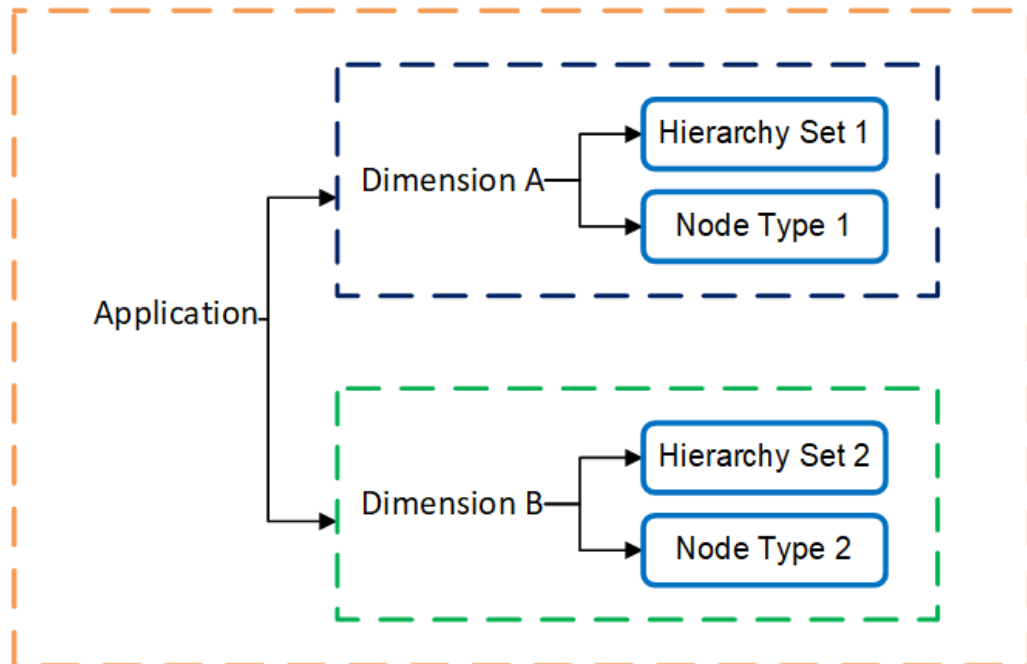 Hierarchy Set 1
Dimension A
Node Type 1
Application
Hierarchy Set 2
Dimension B
Node Type 2